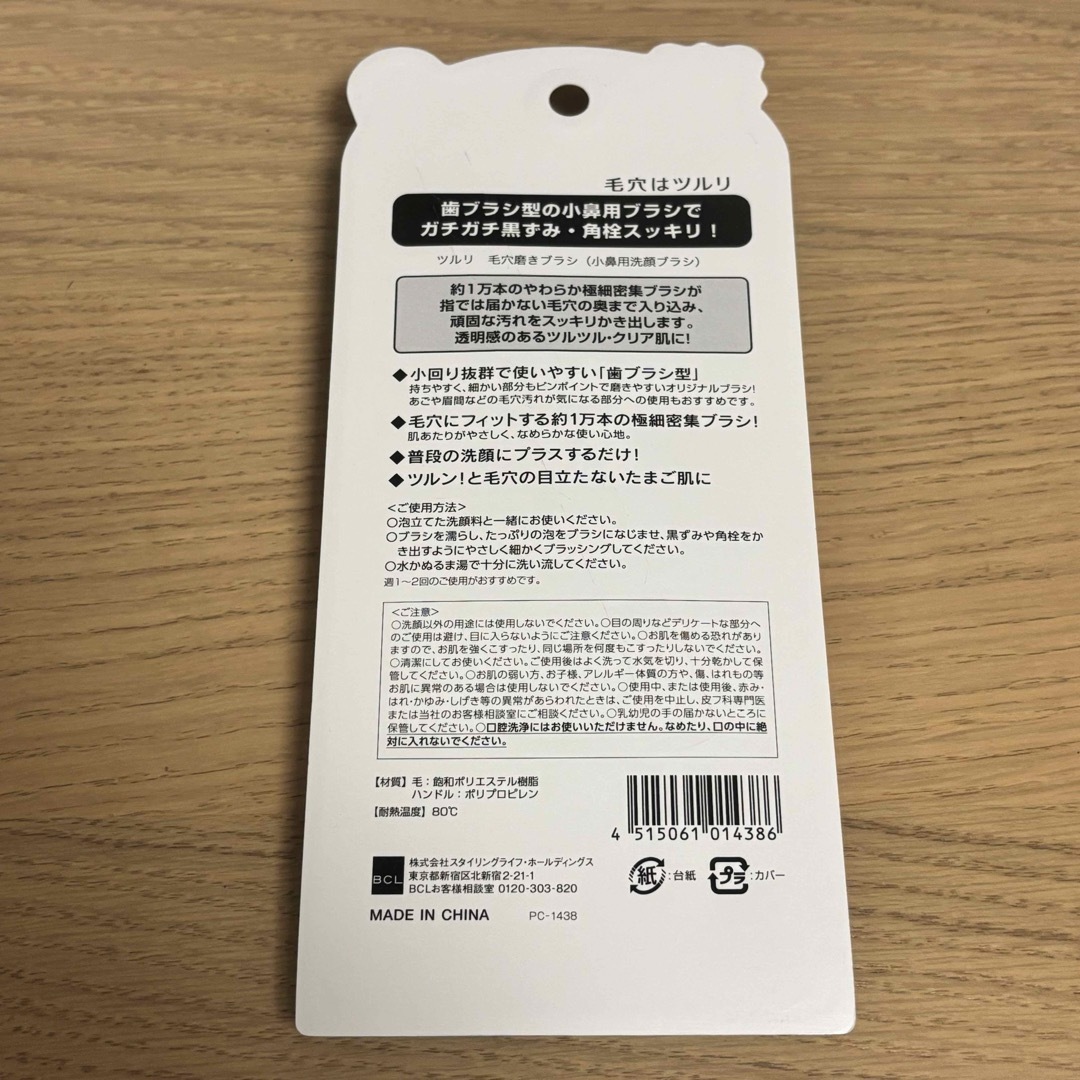 毛穴はツルリ
歯ブラシ型の小鼻用ブラシで
ガチガチ黒ずみ・角栓スッキリ！
ツルリ 毛穴磨きブラシ（小鼻用洗顔ブラシ）
約1万本のやわらか極細密集ブラシが
指では届かない毛穴の奥まで入り込み、
頑固な汚れをスッキリかき出します。
透明感のあるツルツル・クリア肌に！
◆小回り抜群で使いやすい「歯ブラシ型」
持ちやすく、細かい部分もピンポイントで磨きやすいオリジナルブラシ！
あごや眉間などの毛穴汚れが気になる部分への使用もおすすめです。
◆毛穴にフィットする約1万本の極細密集ブラシ！
肌あたりがやさしく、なめらかな使い心地。
◆普段の洗顔にプラスするだけ！
◆ツルン！と毛穴の目立たないたまご肌に
＜ご使用方法＞
○泡立てた洗顔料と一緒にお使いください。
○ブラシを濡らし、たっぷりの泡をブラシになじませ、黒ずみや角栓をか
き出すようにやさしく細かくブラッシングしてください。
○水かぬるま湯で十分に洗い流してください。
週1～2回のご使用がおすすめです。
＜ご注意＞
○洗顔以外の用途には使用しないでください。○目の周りなどデリケートな部分へ
のご使用は避け、目に入らないようにご注意ください。○お肌を傷める恐れがあり
ますので、お肌を強くこすったり、同じ場所を何度もこすったりしないでください。
○清潔にしてお使いください。ご使用後はよく洗って水気を切り、十分乾かして保
管してください。○お肌の弱い方、お子様、アレルギー体質の方や、傷、はれもの等
お肌に異常のある場合は使用しないでください。○使用中、または使用後、赤み・
はれ・かゆみ・しげき等の異常があらわれたときは、ご使用を中止し、皮フ科専門医
または当社のお客様相談室にご相談ください。○乳幼児の手の届かないところに
保管してください。○口腔洗浄にはお使いいただけません。なめたり、口の中に絶
対に入れないでください。
【材質】毛：飽和ポリエステル樹脂
ハンドル：ポリプロピレン
【耐熱温度】80℃
4 515061 014386
BCL
株式会社スタイリングライフ・ホールディングス
東京都新宿区北新宿2-21-1
BCLお客様相談室 0120-303-820
紙：台紙
プラ：カバー
MADE IN CHINA PC-1438